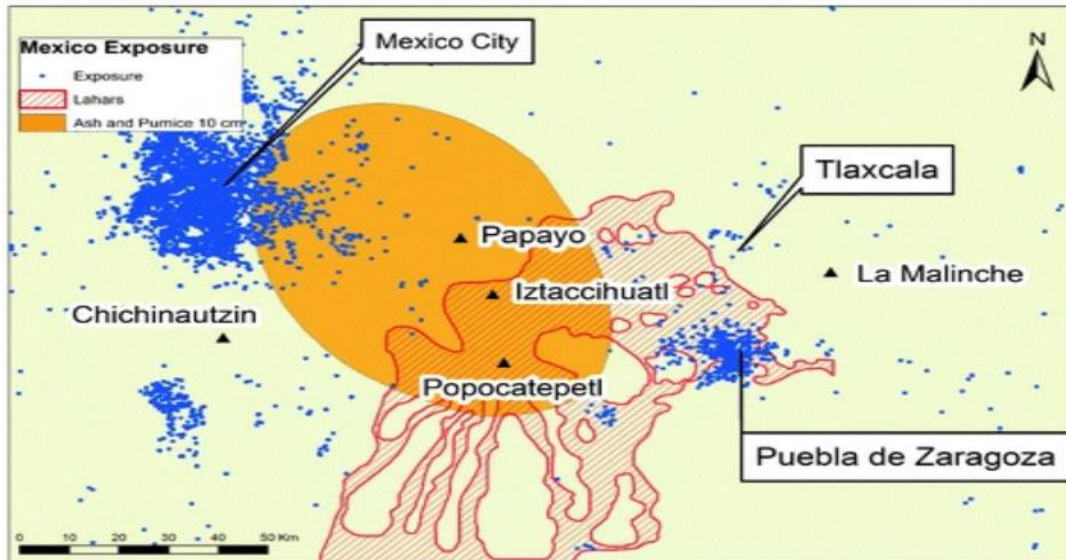 Mexico Exposure
Exposure
Lahars
Ash and Pumice 10 cm
Mexico City
N
Tlaxcala
Papayo
La Malinche
Iztaccihuatl
Chichinautzin
Popocatepetl
Puebla de Zaragoza
0 10 20 30 40 50 Km